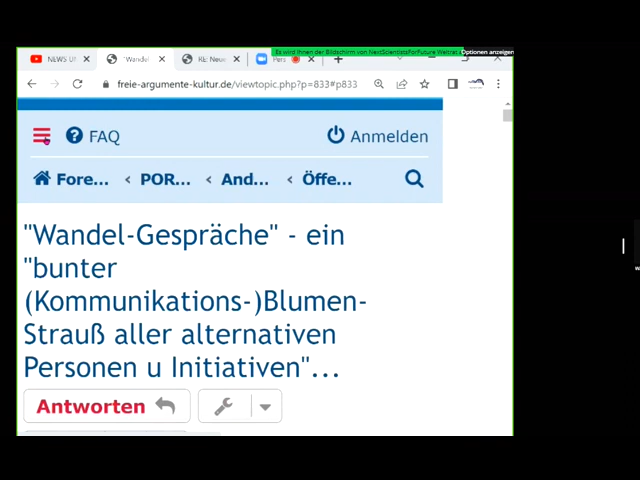 Es wird Ihnen der Bildschirm von NextScientistsForFuture Weitrat
Optionen anzeigen
NEWS U
"Wandel
RE: Neue
Pers
freie-argumente-kultur.de/viewtopic.php?p=833#p833
FAQ
Anmelden
Fore... ‹ POR... ‹ And... ‹ Öffe...
"Wandel-Gespräche" - ein
"bunter
(Kommunikations-)Blumen-
Strauß aller alternativen
Personen u Initiativen"...
Antworten